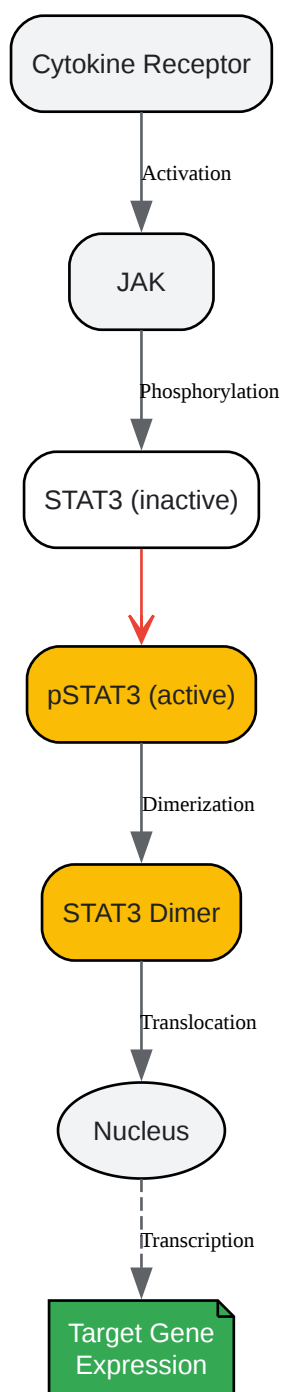 Cytokine Receptor
Activation
JAK
Phosphorylation
STAT3 (inactive)
pSTAT3 (active)
Dimerization
STAT3 Dimer
Translocation
Nucleus
Transcription
Target Gene
Expression